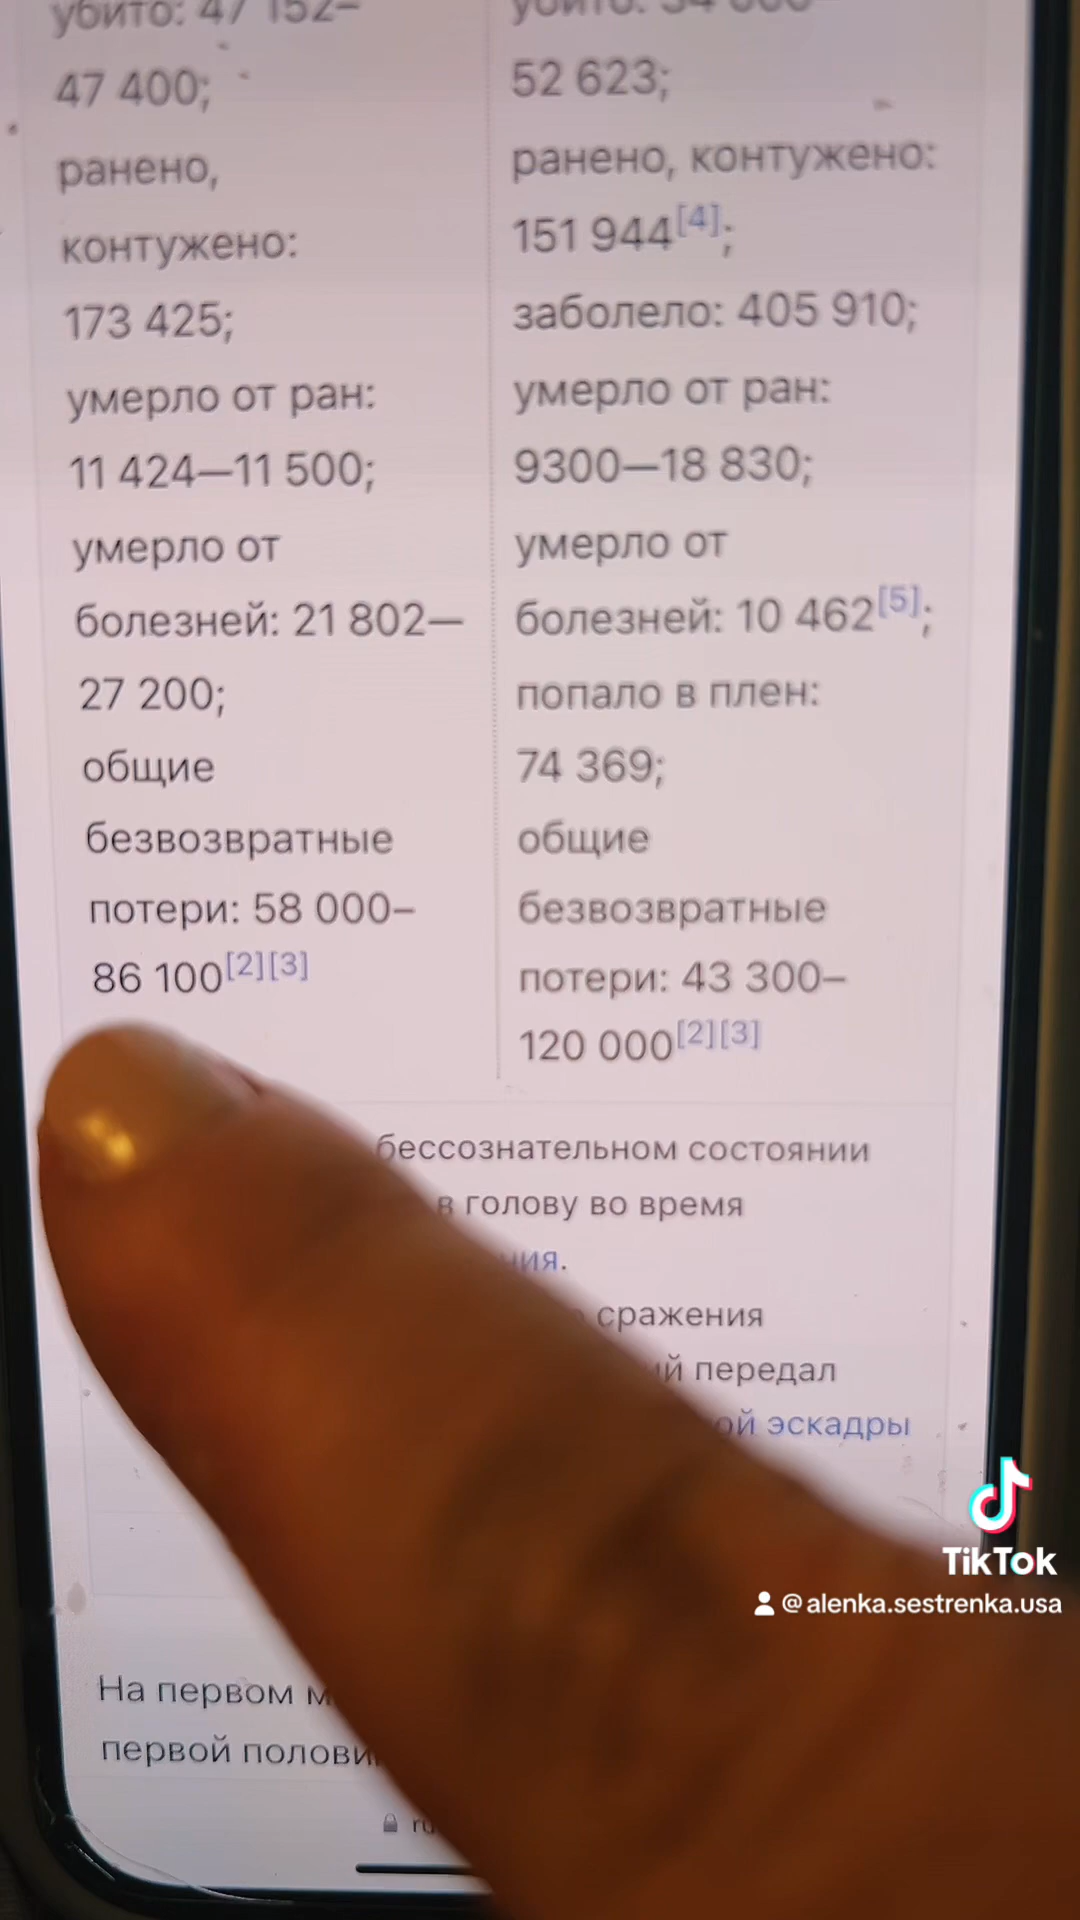 убито: 47 152–
47 400;
ранено,
контужено:
173 425;
умерло от ран:
11 424—11 500;
умерло от
болезней: 21 802—
27 200;
общие
безвозвратные
потери: 58 000–
86 100[2][3]
убито:
52 623;
ранено, контужено:
151 944[4];
заболело: 405 910;
умерло от ран:
9300—18 830;
умерло от
болезней: 10 462[5];
попало в плен:
74 369;
общие
безвозвратные
потери: 43 300–
120 000[2][3]
бессознательном состоянии
в голову во время
сражения
передал
эскадры
На первом
первой
TikTok
@alenka.sestrenka.usa